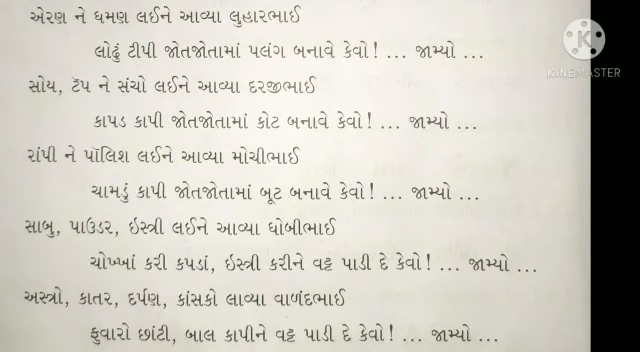 એરણ ને ધમણ લઈને આવ્યા લુહારભાઈ
લોઢું ટીપી જોતજોતામાં પલંગ બનાવે કેવો! ... જામ્યો ...
સોય, ટૅપ ને સંચો લઈને આવ્યા દરજીભાઈ
કાપડ કાપી જોતજોતામાં કોટ બનાવે કેવો! ... જામ્યો ...
રાંપી ને પૉલિશ લઈને આવ્યા મોચીભાઈ
ચામડું કાપી જોતજોતામાં બૂટ બનાવે કેવો! ... જામ્યો ...
સાબુ, પાઉડર, ઇસ્ત્રી લઈને આવ્યા ધોબીભાઈ
ચોખ્ખાં કરી કપડાં, ઇસ્ત્રી કરીને વટ્ટ પાડી દે કેવો! ... જામ્યો ...
અસ્ત્રો, કાતર, દર્પણ, કાંસકો લાવ્યા વાળંદભાઈ
ફુવારો છાંટી, બાલ કાપીને વટ્ટ પાડી દે કેવો! ... જામ્યો ...
KINEMASTER